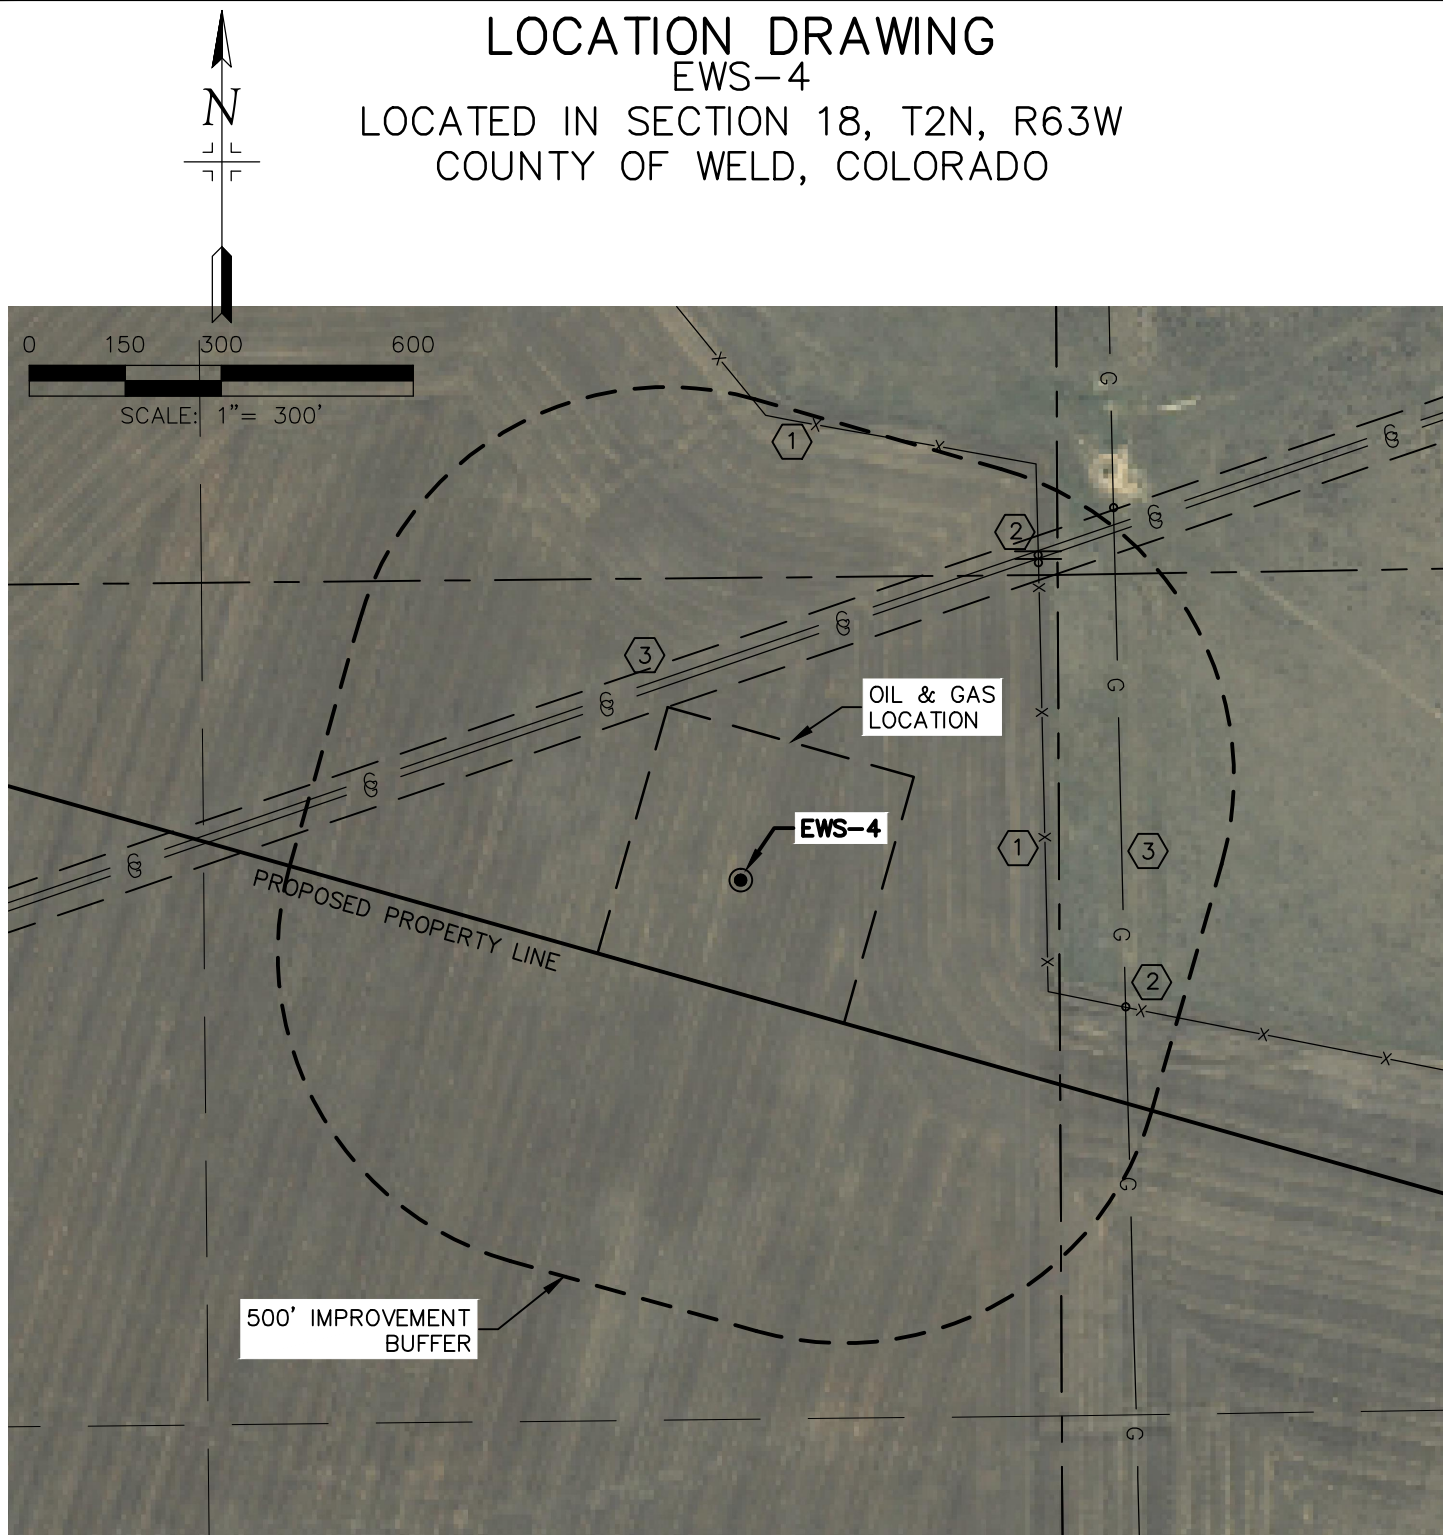 LOCATION DRAWING
EWS-4
LOCATED IN SECTION 18, T2N, R63W
COUNTY OF WELD, COLORADO
N
0 150 300 600
SCALE: 1"= 300'
X
G
1
X
X
G
G
G
G
2
X
G
G
3
G
G
G
OIL & GAS
LOCATION
X
G
G
EWS-4
X
1
3
G
G
PROPOSED PROPERTY LINE
G
X
2
X
X
X
G
500' IMPROVEMENT
BUFFER
G